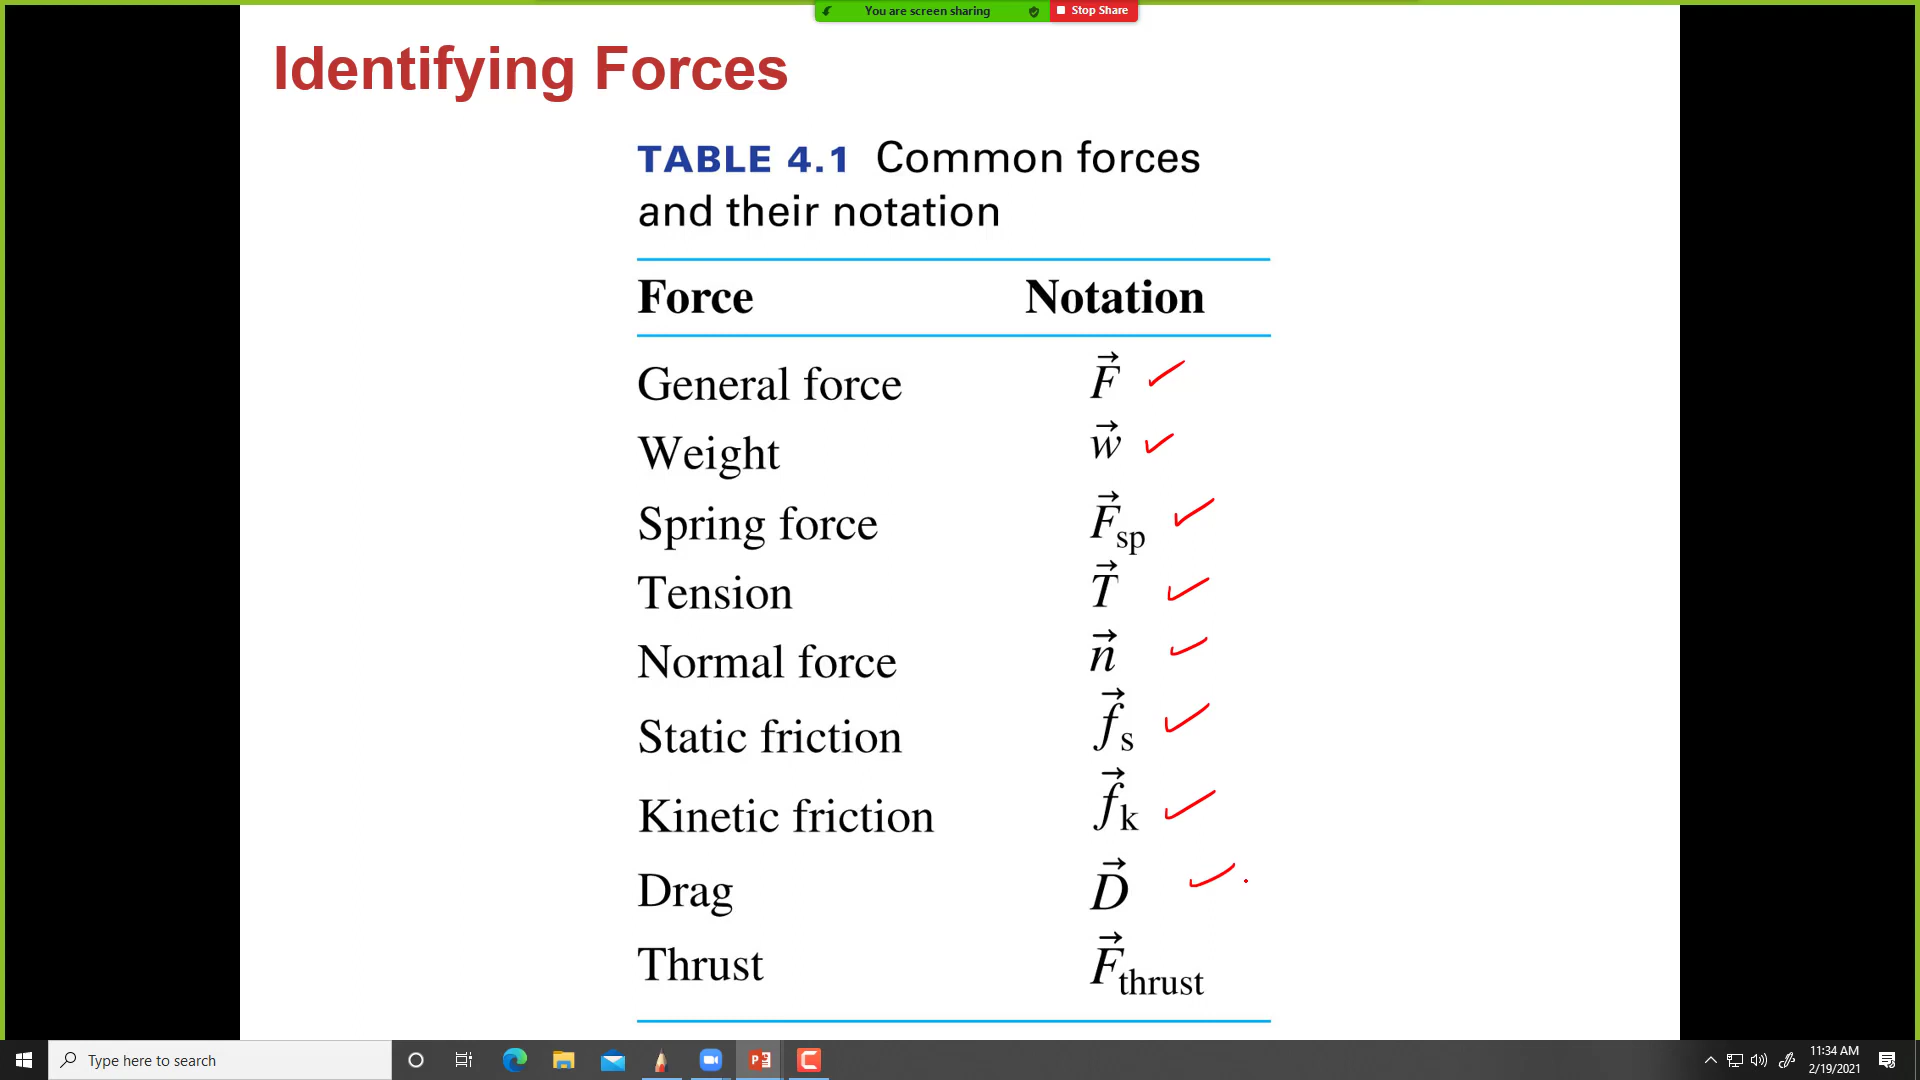 You are screen sharing Stop Share
Identifying Forces
TABLE 4.1 Common forces
and their notation
Force Notation
General force F⃗
Weight w⃗
Spring force F⃗sp
Tension T⃗
Normal force n⃗
Static friction f⃗s
Kinetic friction f⃗k
Drag D⃗
Thrust F⃗thrust
Type here to search
11:34 AM
2/19/2021